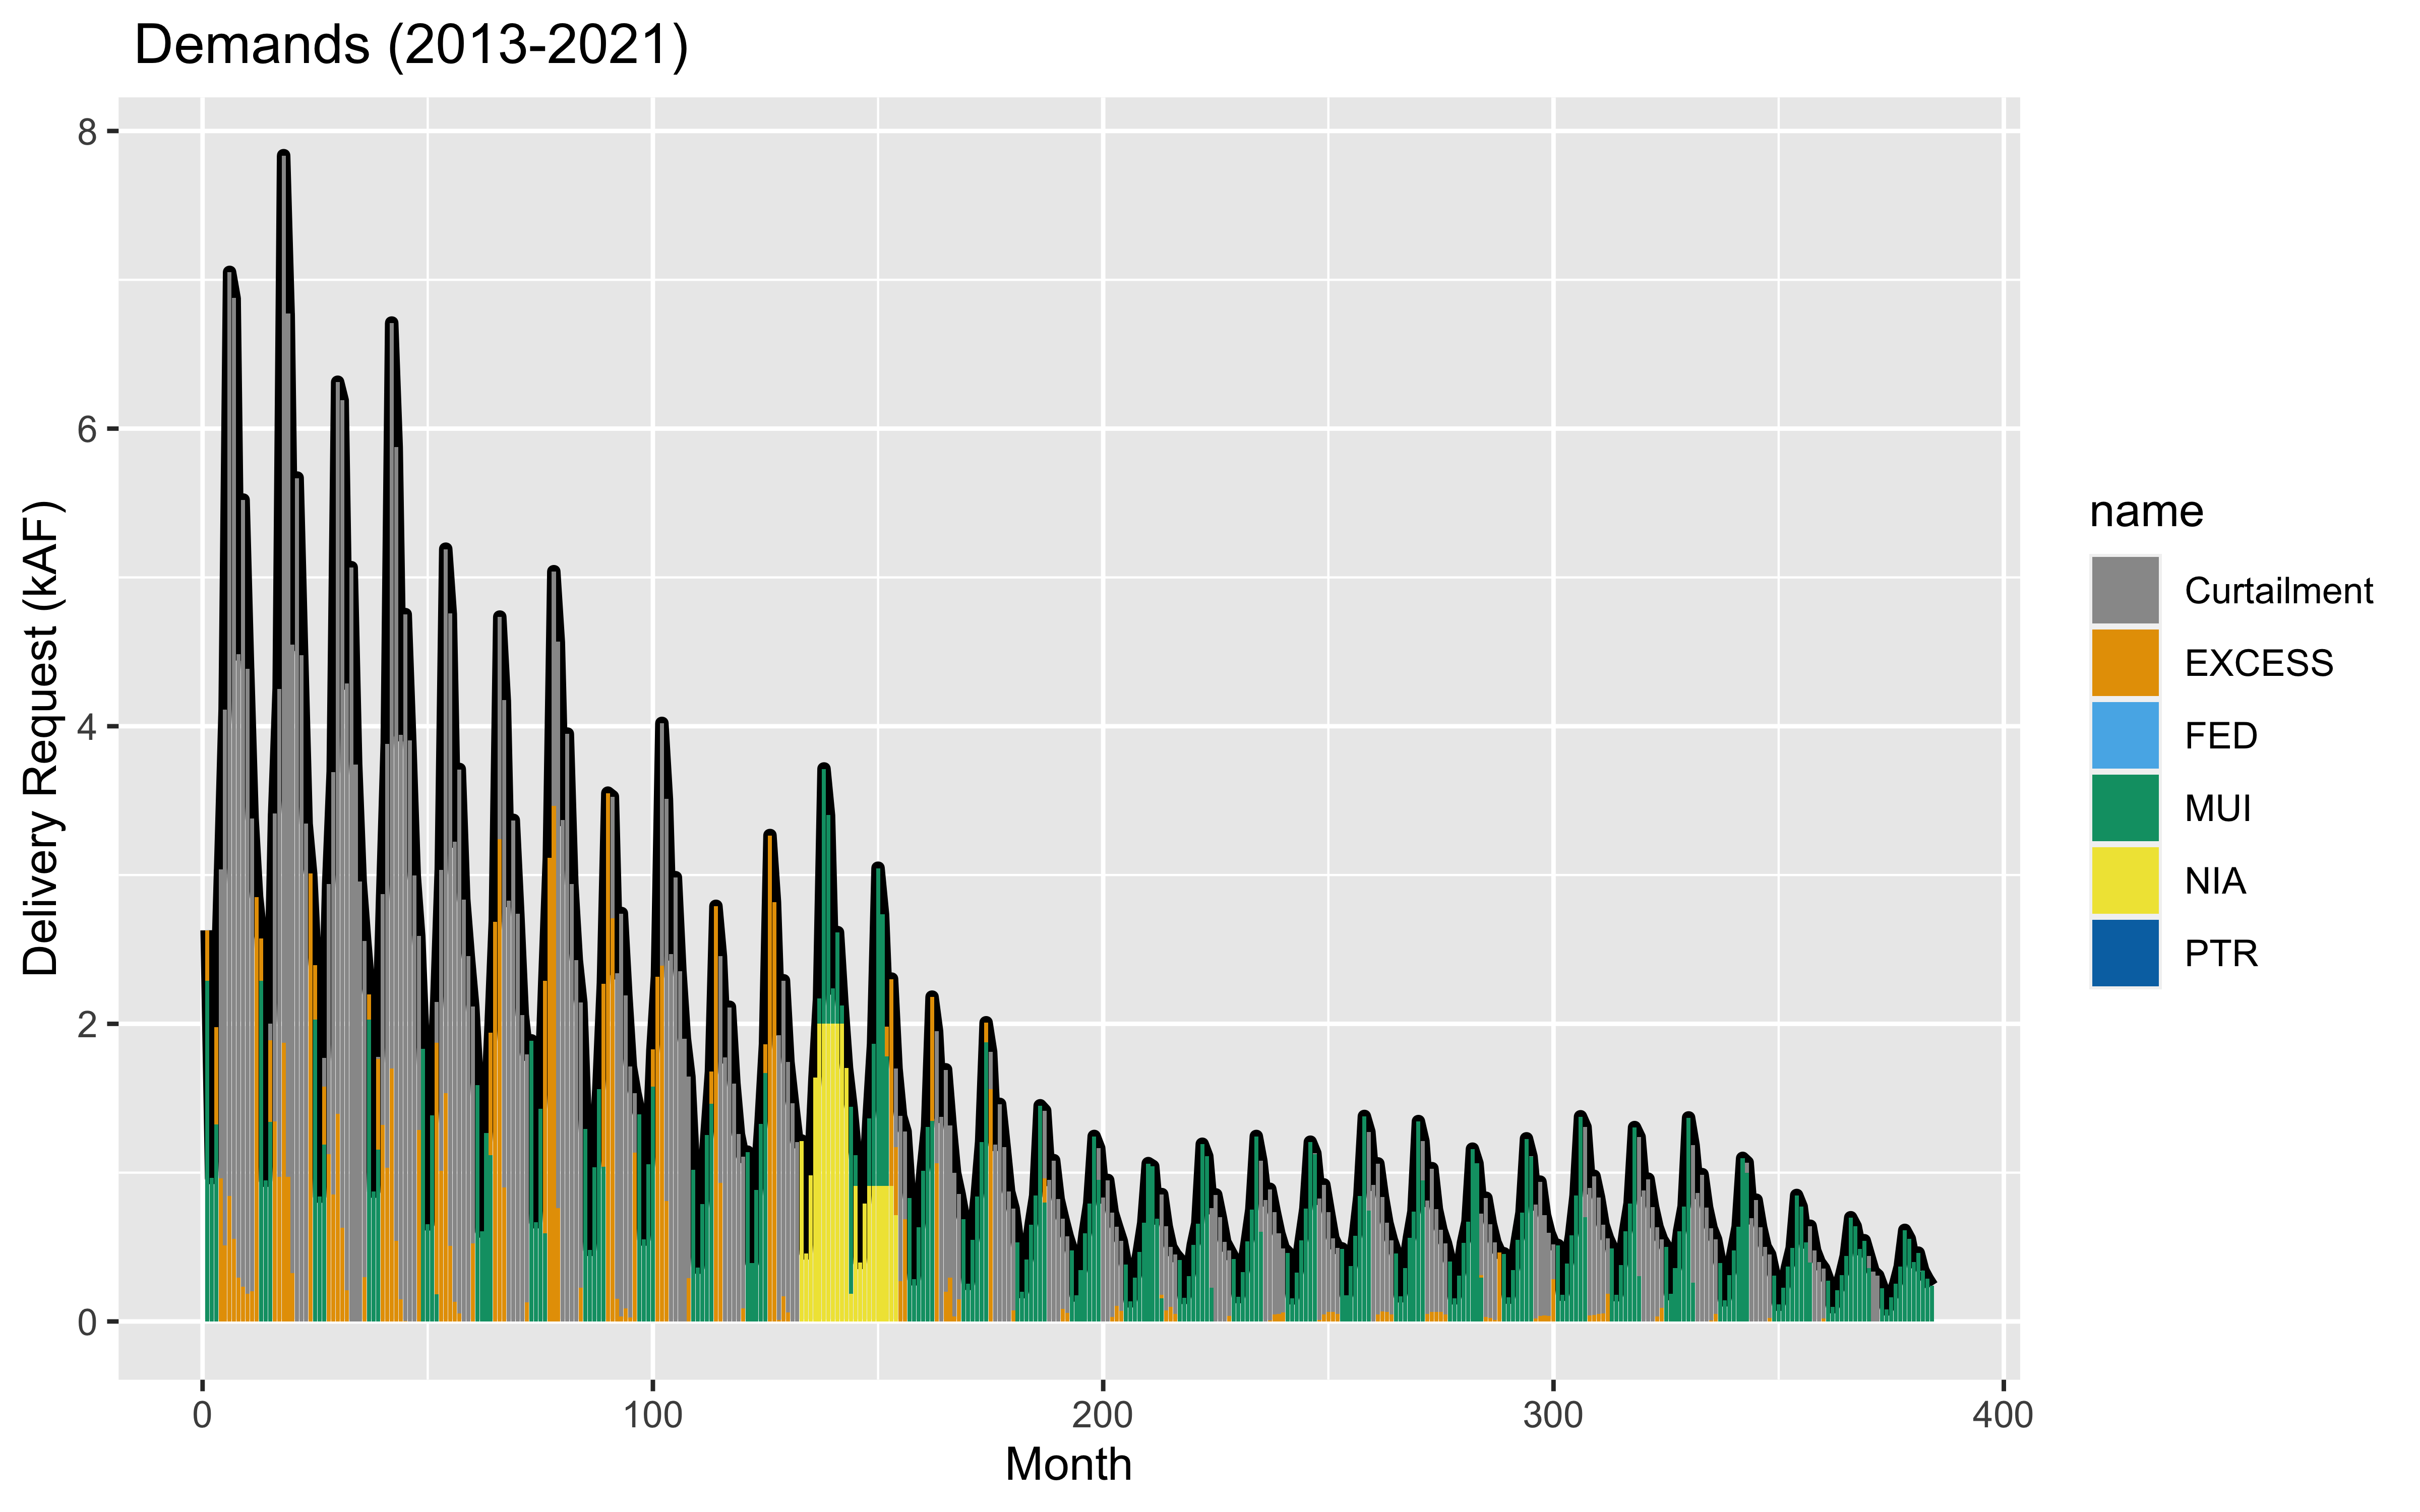 Demands (2013-2021)
Delivery Request (kAF)
8
6
4
2
0
0 100 200 300 400
Month
name
Curtailment
EXCESS
FED
MUI
NIA
PTR